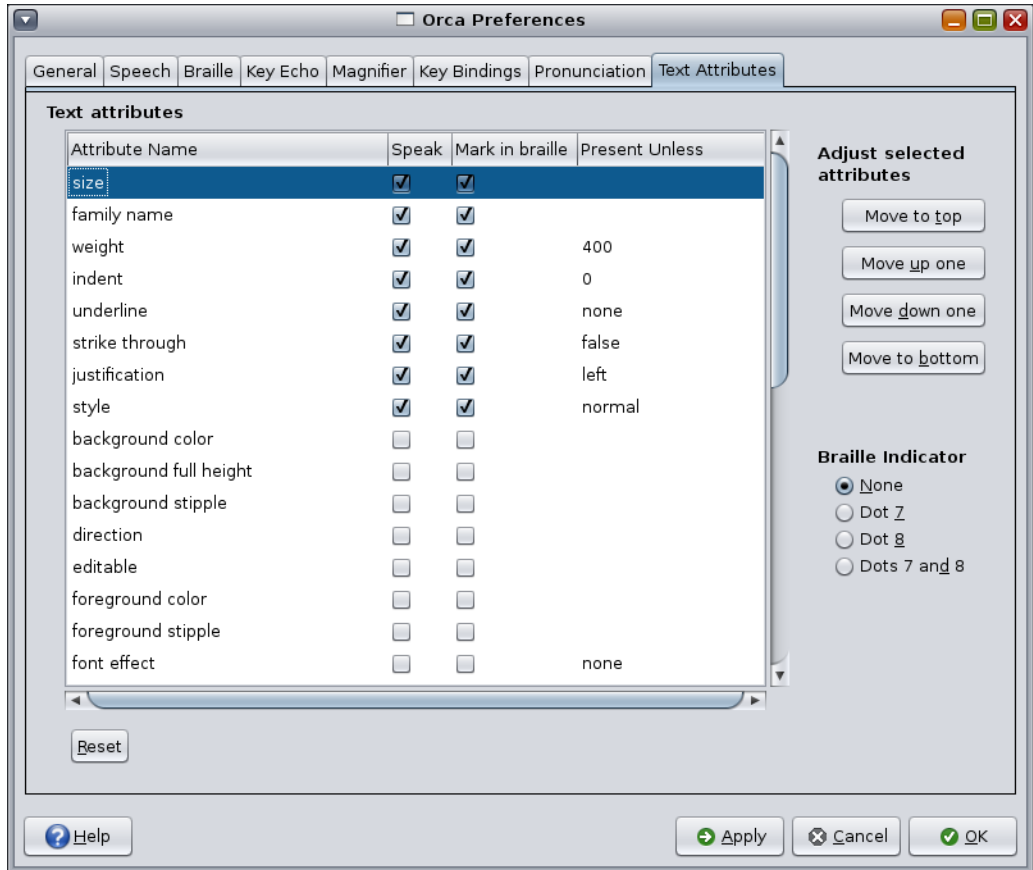 Orca Preferences
General Speech Braille Key Echo Magnifier Key Bindings Pronunciation Text Attributes
Text attributes
Attribute Name Speak Mark in braille Present Unless
size
family name
weight 400
indent 0
underline none
strike through false
justification left
style normal
background color
background full height
background stipple
direction
editable
foreground color
foreground stipple
font effect none
Adjust selected
attributes
Move to top
Move up one
Move down one
Move to bottom
Braille Indicator
None
Dot 7
Dot 8
Dots 7 and 8
Reset
Help Apply Cancel OK